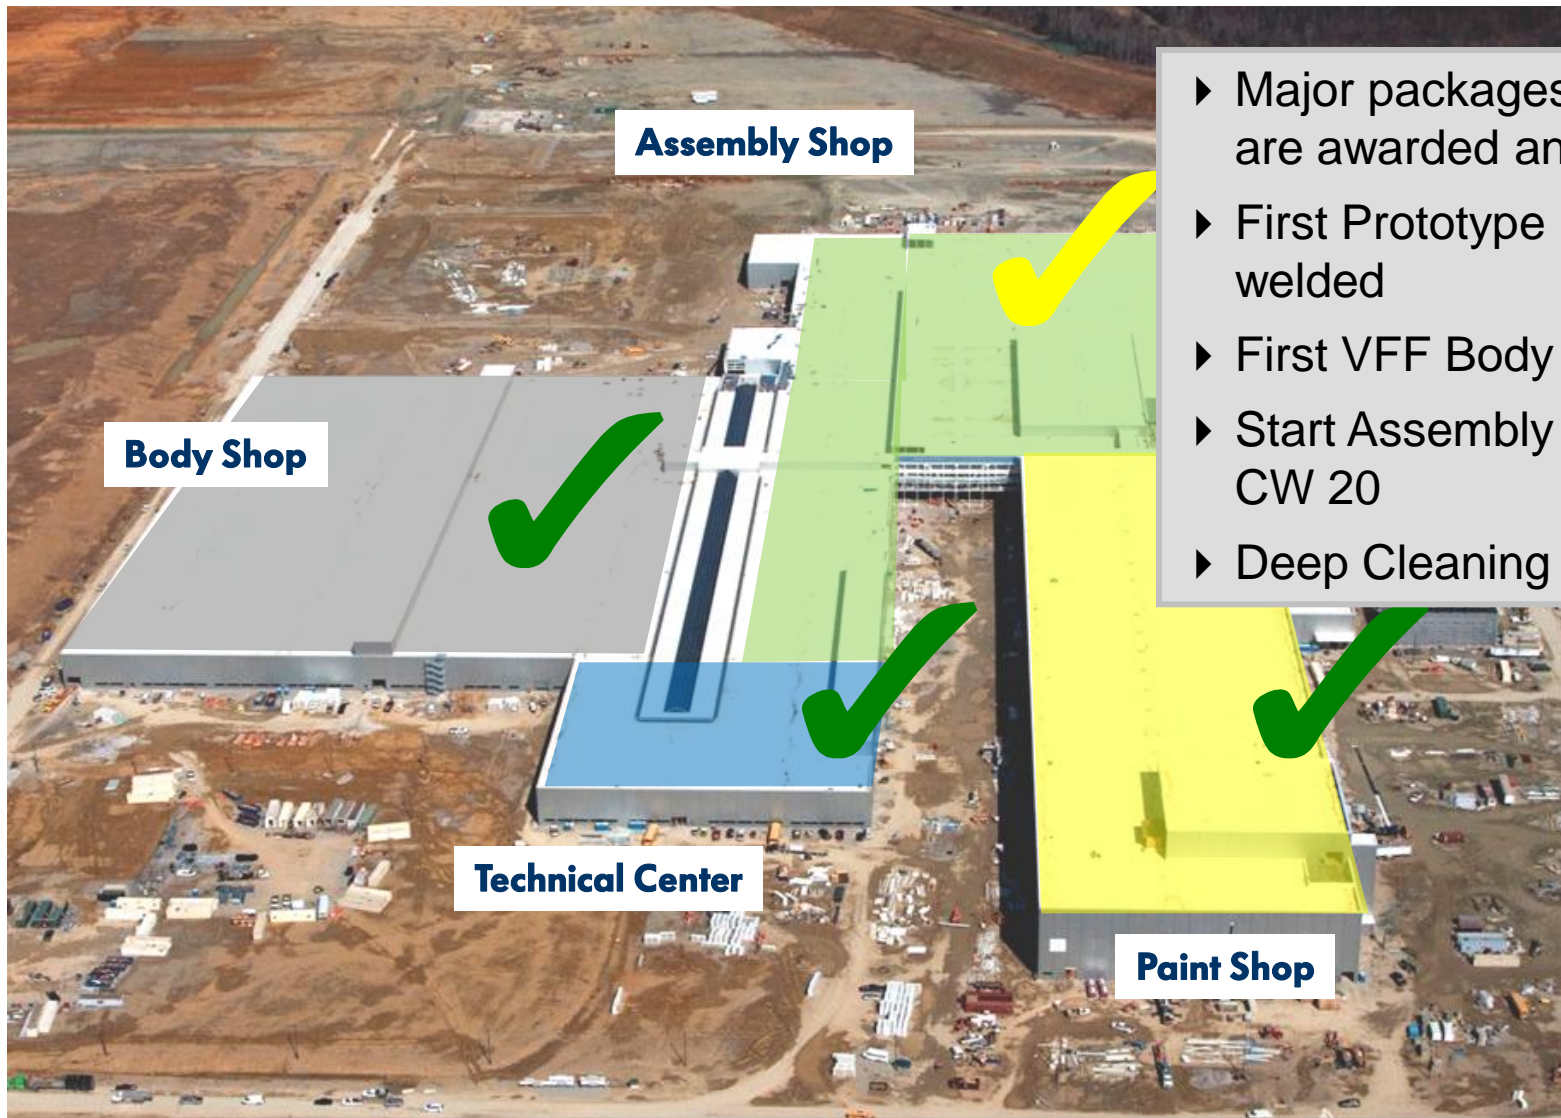 Assembly Shop
Body Shop
Technical Center
Paint Shop
Major packages
are awarded an
First Prototype
welded
First VFF Body
Start Assembly
CW 20
Deep Cleaning